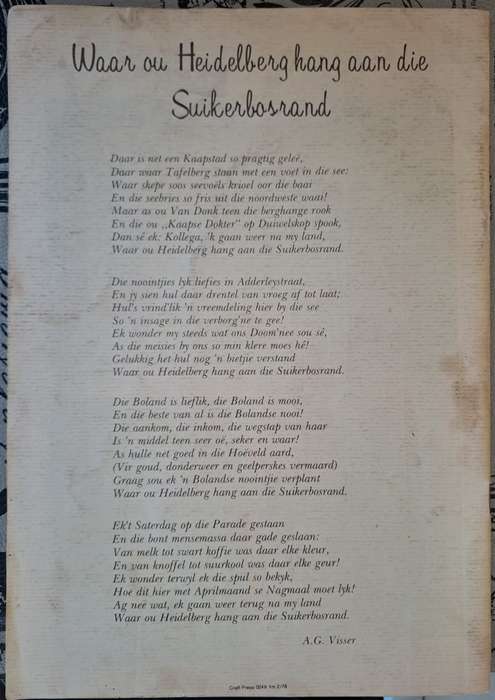 Waar ou Heidelberg hang aan die
Suikerbosrand
Daar is net een Kaapstad so pragtig geleë,
Daar waar Tafelberg staan met een voet in die see:
Waar skepe soos seevoëls krioel oor die baar
En die seebries so fris uit die noordweste waai!
Maar as ou Van Donk teen die berghange rook
En die ou „Kaapse Dokter" op Duiwelskop spook,
Dan sê ek: Kollega, 'k gaan weer na my land,
Waar ou Heidelberg hang aan die Suikerbosrand.
Die noointjies lyk liefies in Adderleystraat,
En jy sien hul daar drentel van vroeg af tot laat;
Hul's vrind'lik 'n vreemdeling hier by die see
So 'n insage in die verborg'ne te gee!
Ek wonder my steeds wat ons Doom'nee sou sê,
As die meisies by ons so min klere moes hê!
Gelukkig het hul nog 'n bietjie verstand
Waar ou Heidelberg hang aan die Suikerbosrand.
Die Boland is lieflik, die Boland is mooi,
En die beste van al is die Bolandse nooi!
Die aankom, die inkom, die wegstap van haar
Is 'n middel teen seer oë, seker en waar!
As hulle net goed in die Hoëveld aard,
(Vir goud, donderweer en geelperskes vermaard)
Graag sou ek 'n Bolandse noointjie verplant
Waar ou Heidelberg hang aan die Suikerbosrand.
Ek't Saterdag op die Parade gestaan
En die bont mensemassa daar gade geslaan:
Van melk tot swart koffie was daar elke kleur,
En van knoffel tot suurkool was daar elke geur!
Ek wonder terwyl ek die spul so bekyk,
Hoe dit hier met Aprilmaand se Nagmaal moet lyk!
Ag nee wat, ek gaan weer terug na my land
Waar ou Heidelberg hang aan die Suikerbosrand.
A.G. Visser
Craft Press